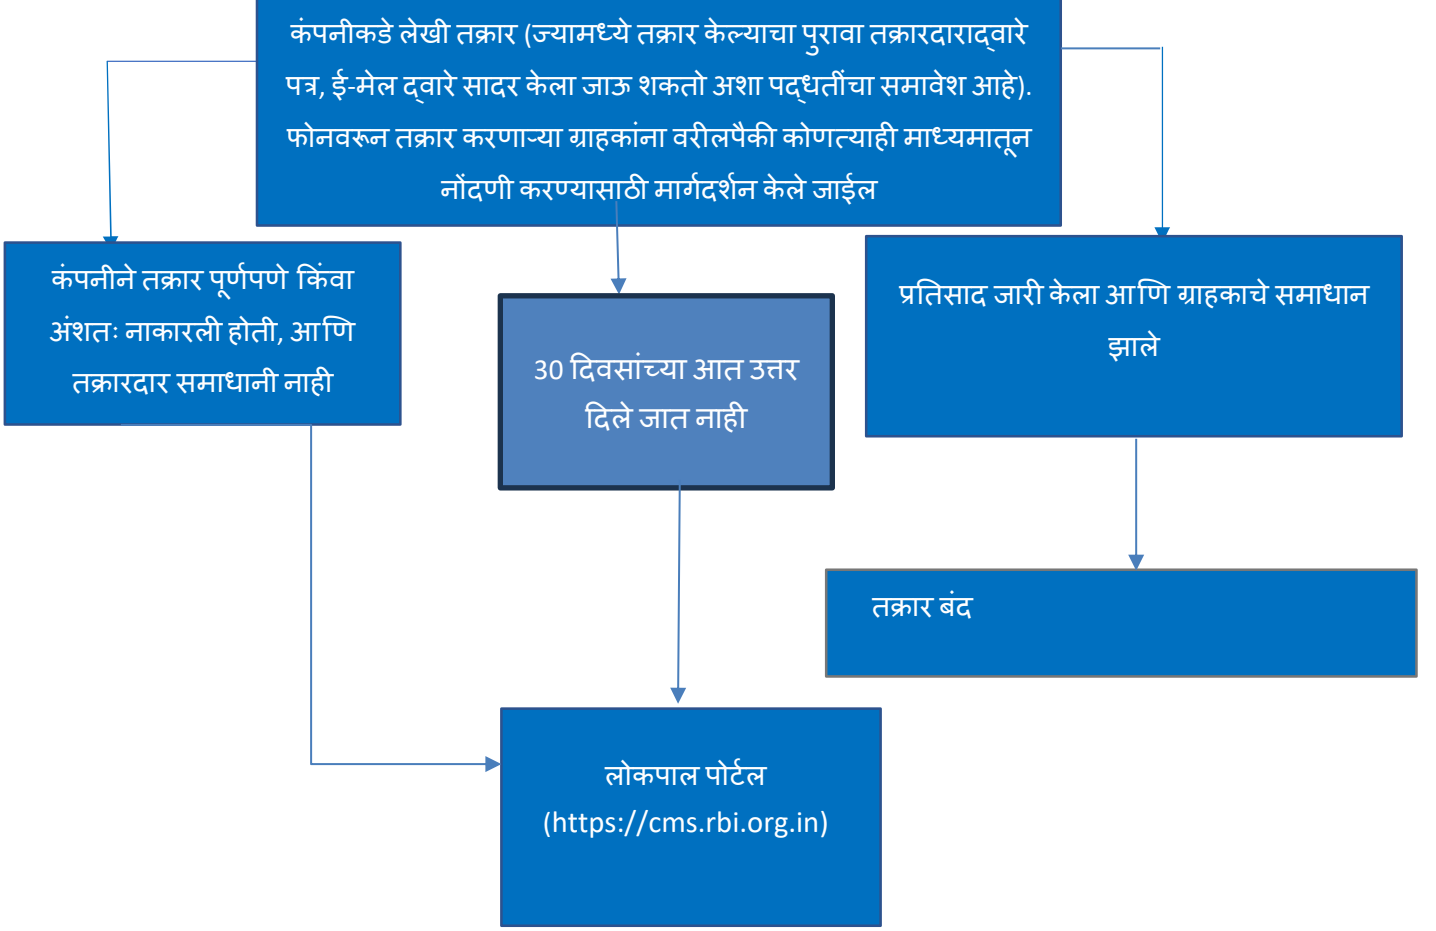 कंपनीकडे लेखी तक्रार (ज्यामध्ये तक्रार केल्याचा पुरावा तक्रारदाराद्वारे
पत्र, ई-मेल द्वारे सादर केला जाऊ शकतो अशा पद्धतींचा समावेश आहे).
फोनवरून तक्रार करणाऱ्या ग्राहकांना वरीलपैकी कोणत्याही माध्यमातून
नोंदणी करण्यासाठी मार्गदर्शन केले जाईल
कंपनीने तक्रार पूर्णपणे किंवा
अंशतः नाकारली होती, आणि
तक्रारदार समाधानी नाही
30 दिवसांच्या आत उत्तर
दिले जात नाही
प्रतिसाद जारी केला आणि ग्राहकाचे समाधान
झाले
तक्रार बंद
लोकपाल पोर्टल
(https://cms.rbi.org.in)